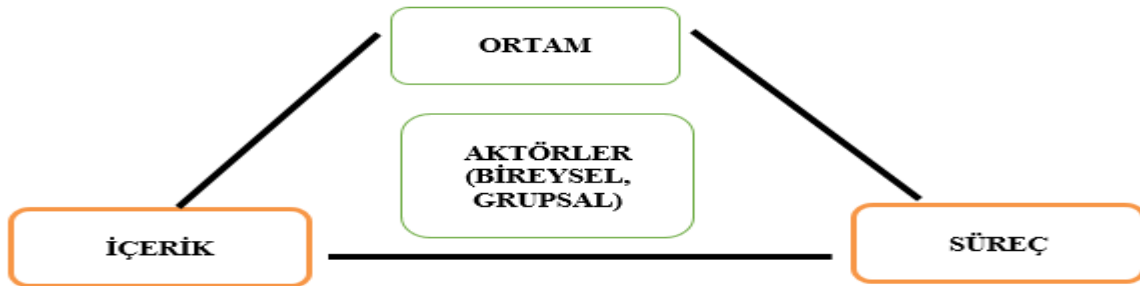 ORTAM
AKTÖRLER
(BİREYSEL,
GRUPSAL)
İÇERİK
SÜREÇ